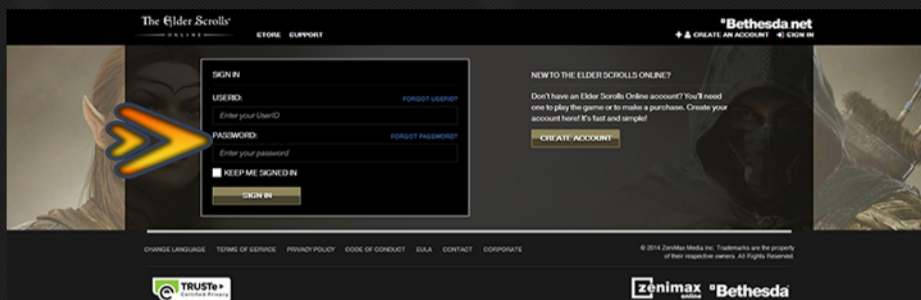 The Elder Scrolls
ONLINE
STORE SUPPORT
Bethesda.net
CREATE AN ACCOUNT SIGN IN
SIGN IN
USERID:
FORGOT USERID?
Enter your UserID
PASSWORD:
FORGOT PASSWORD?
Enter your password
KEEP ME SIGNED IN
SIGN IN
NEW TO THE ELDER SCROLLS ONLINE?
Don't have an Elder Scrolls Online account? You'll need
one to play the game or to make a purchase. Create your
account here! It's fast and simple!
CREATE ACCOUNT
CHANGE LANGUAGE TERMS OF SERVICE PRIVACY POLICY CODE OF CONDUCT EULA CONTACT CORPORATE
© 2014 ZeniMax Media Inc. Trademarks are the property
of their respective owners. All Rights Reserved.
TRUSTe
Certified Privacy
zenimax
online
Bethesda